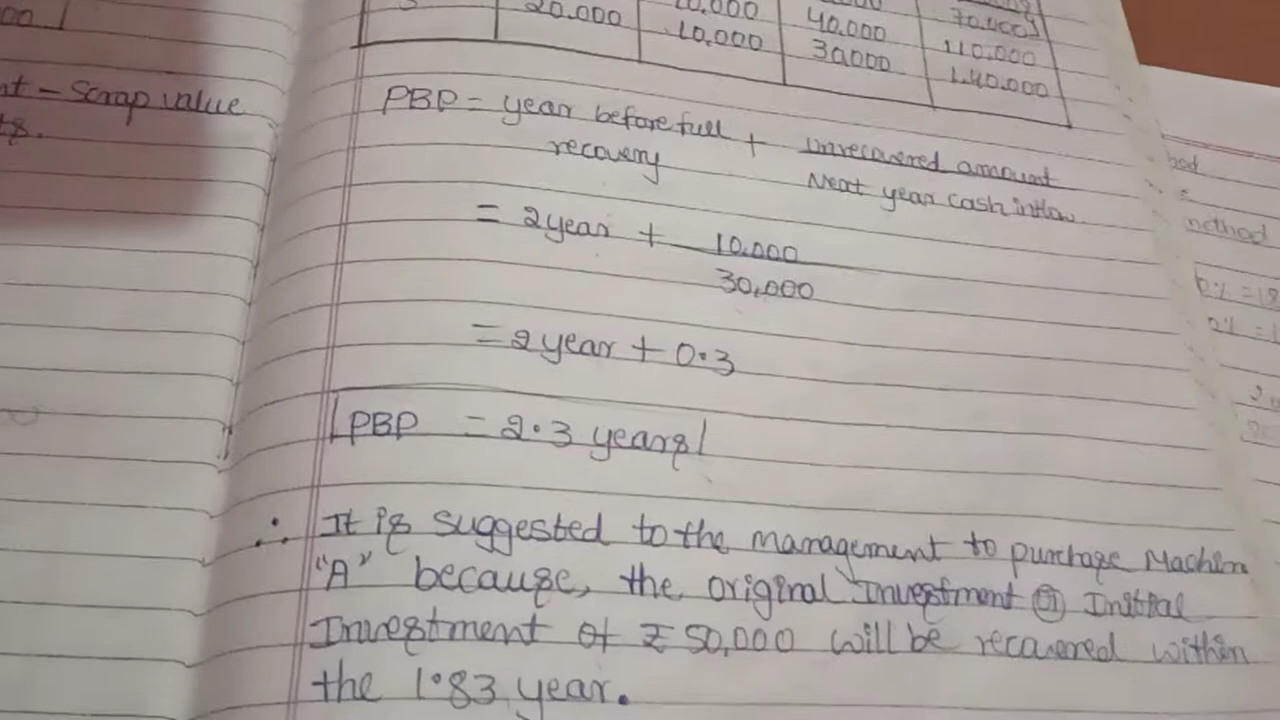 20.000 10,000 40,000 110.000
10,000 30,000 1.40.000
nt - Scrap value
PBP = year before full recovery + unrecovered amount
Next year cash inflow
= 2 year + 10.000
30,000
= 2 year + 0.3
PBP = 2.3 years
∴ It is suggested to the management to purchase Machin
"A" because, the original Investment or Initial
Investment of ₹ 50,000 will be recovered within
the 1.83 year.
method